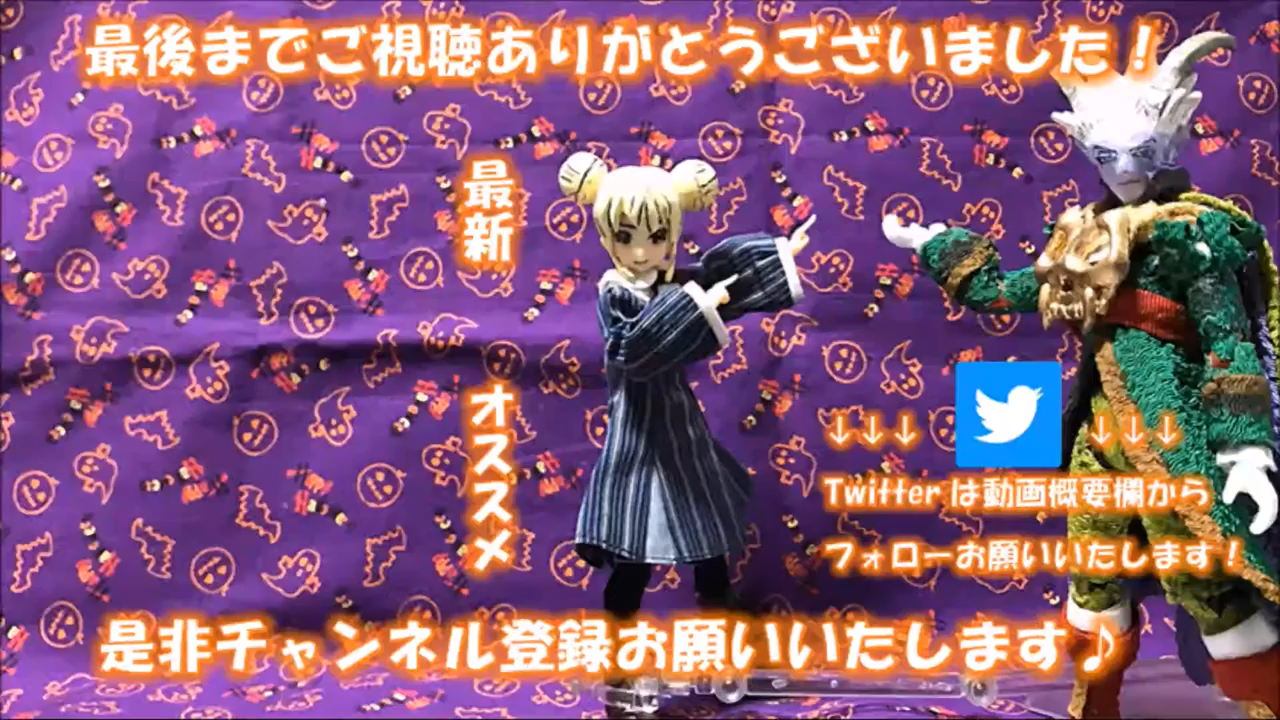 最後までご視聴ありがとうございました！
最新
オススメ
↓↓↓ ↓↓↓
Twitterは動画概要欄から
フォローお願いいたします！
是非チャンネル登録お願いいたします♪